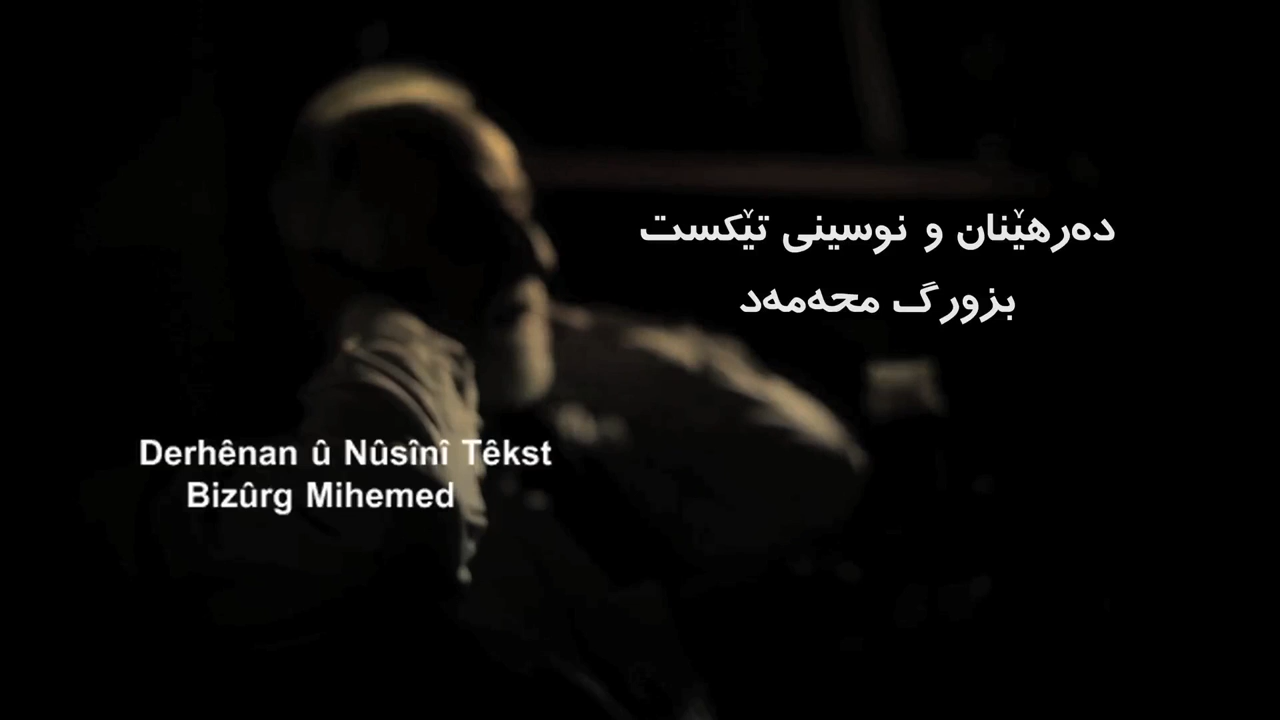 دەرهێنان و نوسینی تێکست
بزورگ محەمەد
Derhênan û Nûsînî Têkst
Bizûrg Mihemed